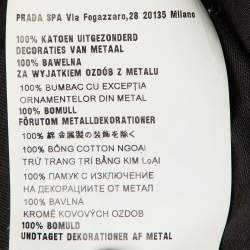 PRADA SPA Via Fogazzaro,28 20135 Milano
100% KATOEN UITGEZONDERD
DECORATIES VAN METAAL
100% BAWELNA
ZA WYJATKIEM OZDÓB Z METALU
100% BUMBAC CU EXCEPŢIA
ORNAMENTELOR DIN METAL
100% BOMULL
FÖRUTOM METALLDEKORATIONER
100% 綿 金属製の装飾を除く
100% BÔNG COTTON NGOẠI
TRỪ TRANG TRÍ BẰNG KIM LOẠI
100% ПАМУК С ИЗКЛЮЧЕНИЕ
НА ДЕКОРАЦИИТЕ ОТ МЕТАЛ
100% BAVLNA
KROMĚ KOVOVÝCH OZDOB
100% BOMULD
UNDTAGET DEKORATIONER AF METAL